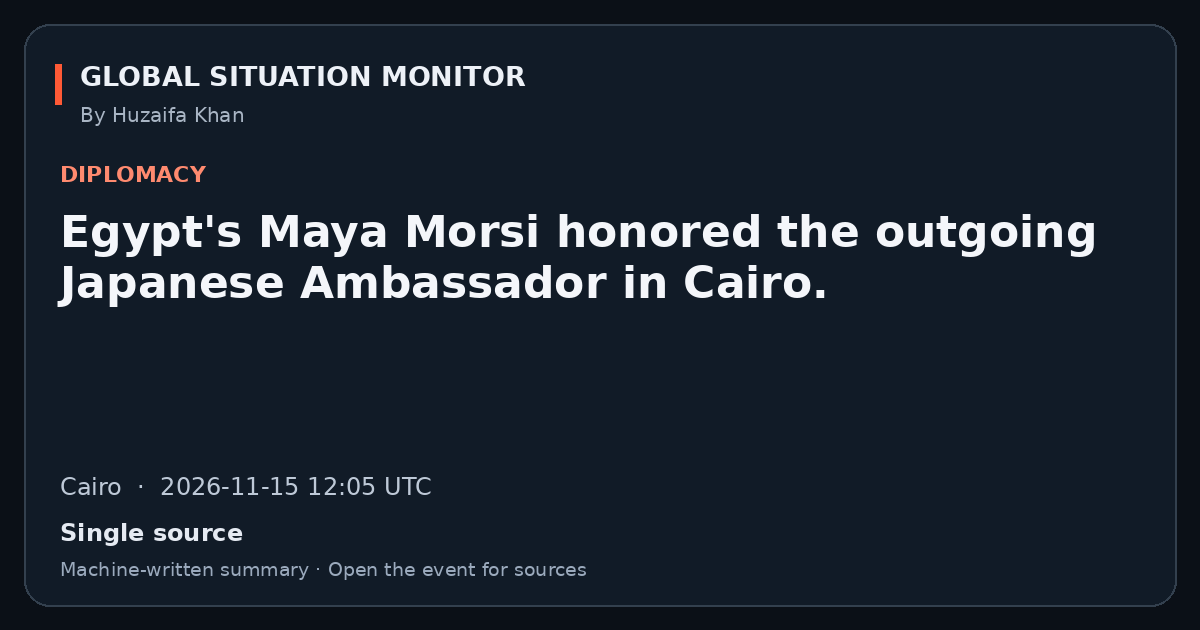 GLOBAL SITUATION MONITOR
By Huzaifa Khan
DIPLOMACY
Egypt's Maya Morsi honored the outgoing
Japanese Ambassador in Cairo.
Cairo · 2026-11-15 12:05 UTC
Single source
Machine-written summary · Open the event for sources